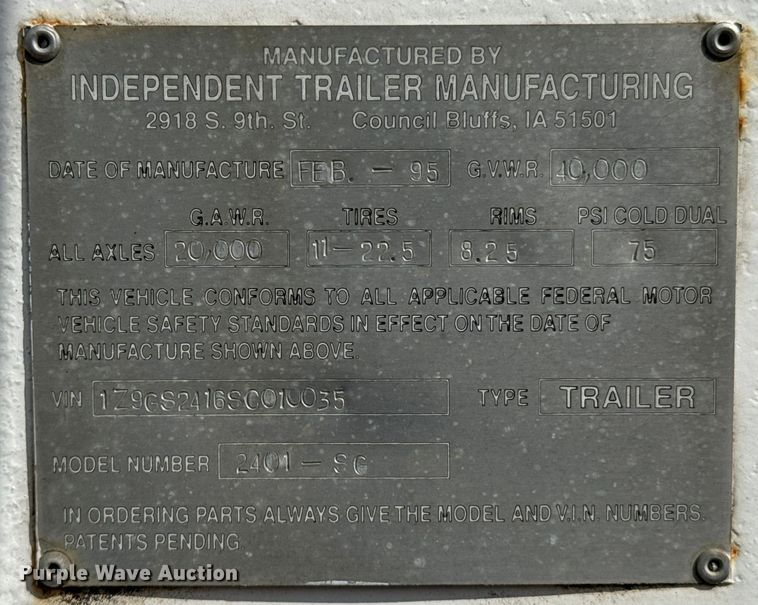 MANUFACTURED BY
INDEPENDENT TRAILER MANUFACTURING
2918 S. 9th. St. Council Bluffs, IA 51501
DATE OF MANUFACTURE FEB. - 95 G.V.W.R. 40,000
G.A.W.R. TIRES RIMS PSI COLD DUAL
ALL AXLES 20,000 11-22.5 8.25 75
THIS VEHICLE CONFORMS TO ALL APPLICABLE FEDERAL MOTOR
VEHICLE SAFETY STANDARDS IN EFFECT ON THE DATE OF
MANUFACTURE SHOWN ABOVE.
VIN TYPE TRAILER
MODEL NUMBER 2401-SG
IN ORDERING PARTS ALWAYS GIVE THE MODEL AND V.I.N. NUMBERS.
PATENTS PENDING
Purple Wave Auction